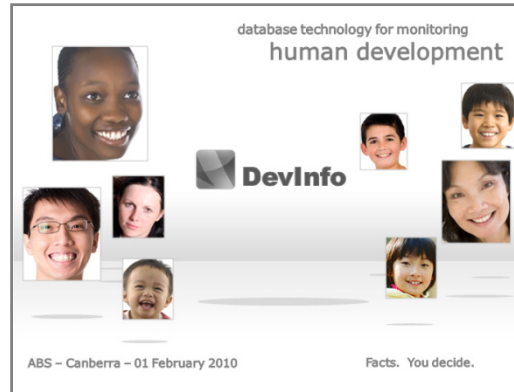 database technology for monitoring
human development
DevInfo
ABS – Canberra – 01 February 2010
Facts. You decide.